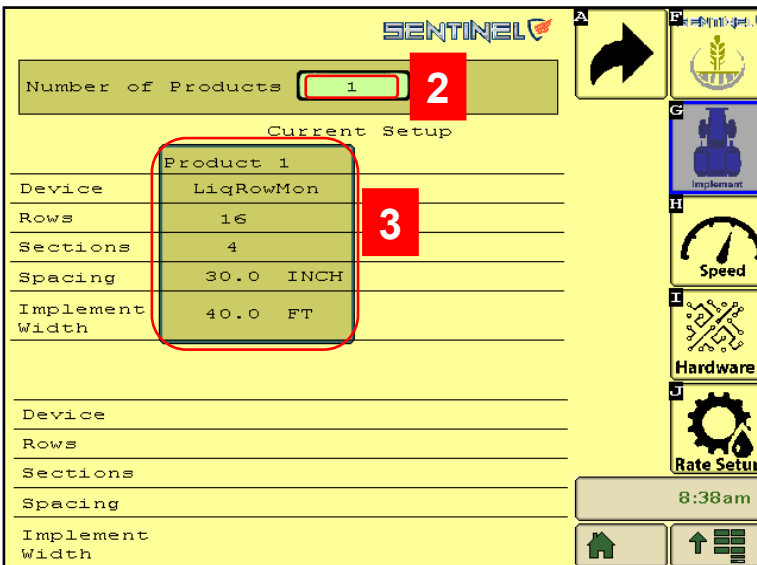 SENTINEL
Number of Products 1
2
Current Setup
Product 1
Device LiqRowMon
Rows 16
3
Sections 4
Spacing 30.0 INCH
Implement
Width 40.0 FT
Device
Rows
Sections
Spacing
Implement
Width
A
F SENTINEL
G
Implement
H
Speed
I
Hardware
J
Rate Setup
8:38am